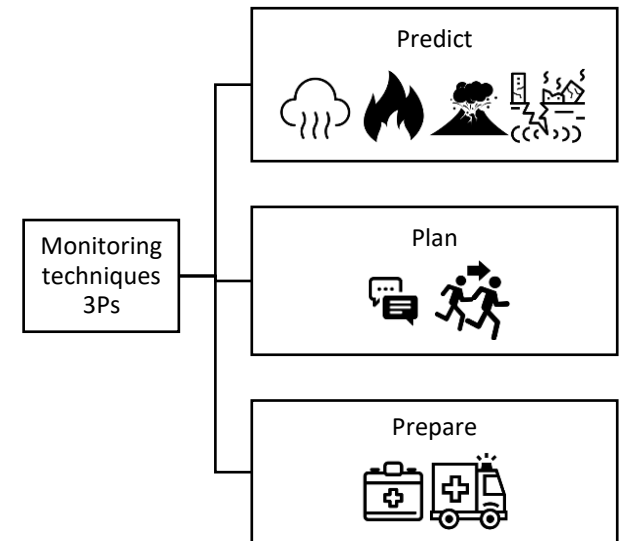 Predict
Monitoring
techniques
3Ps
Plan
Prepare